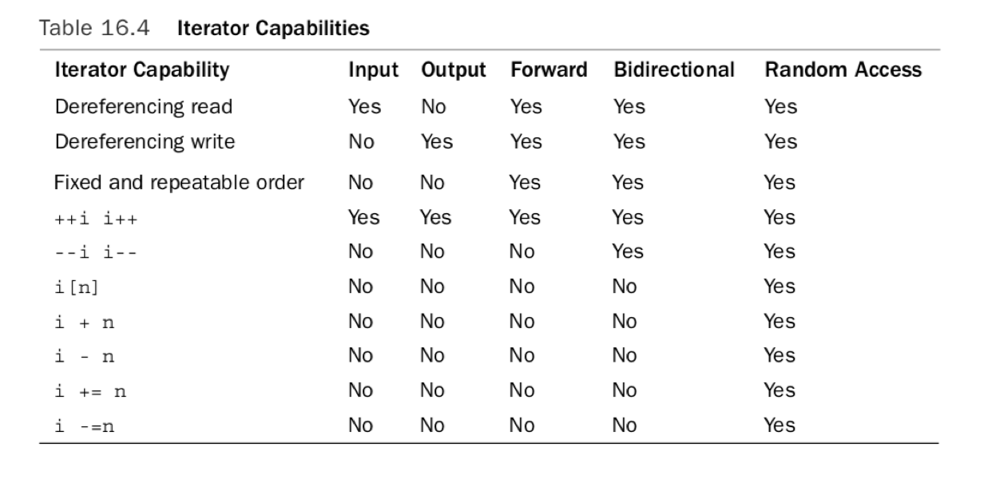 Table 16.4 Iterator Capabilities
Iterator Capability Input Output Forward Bidirectional Random Access
Dereferencing read Yes No Yes Yes Yes
Dereferencing write No Yes Yes Yes Yes
Fixed and repeatable order No No Yes Yes Yes
++i i++ Yes Yes Yes Yes Yes
--i i-- No No No Yes Yes
i[n] No No No No Yes
i + n No No No No Yes
i - n No No No No Yes
i += n No No No No Yes
i -=n No No No No Yes